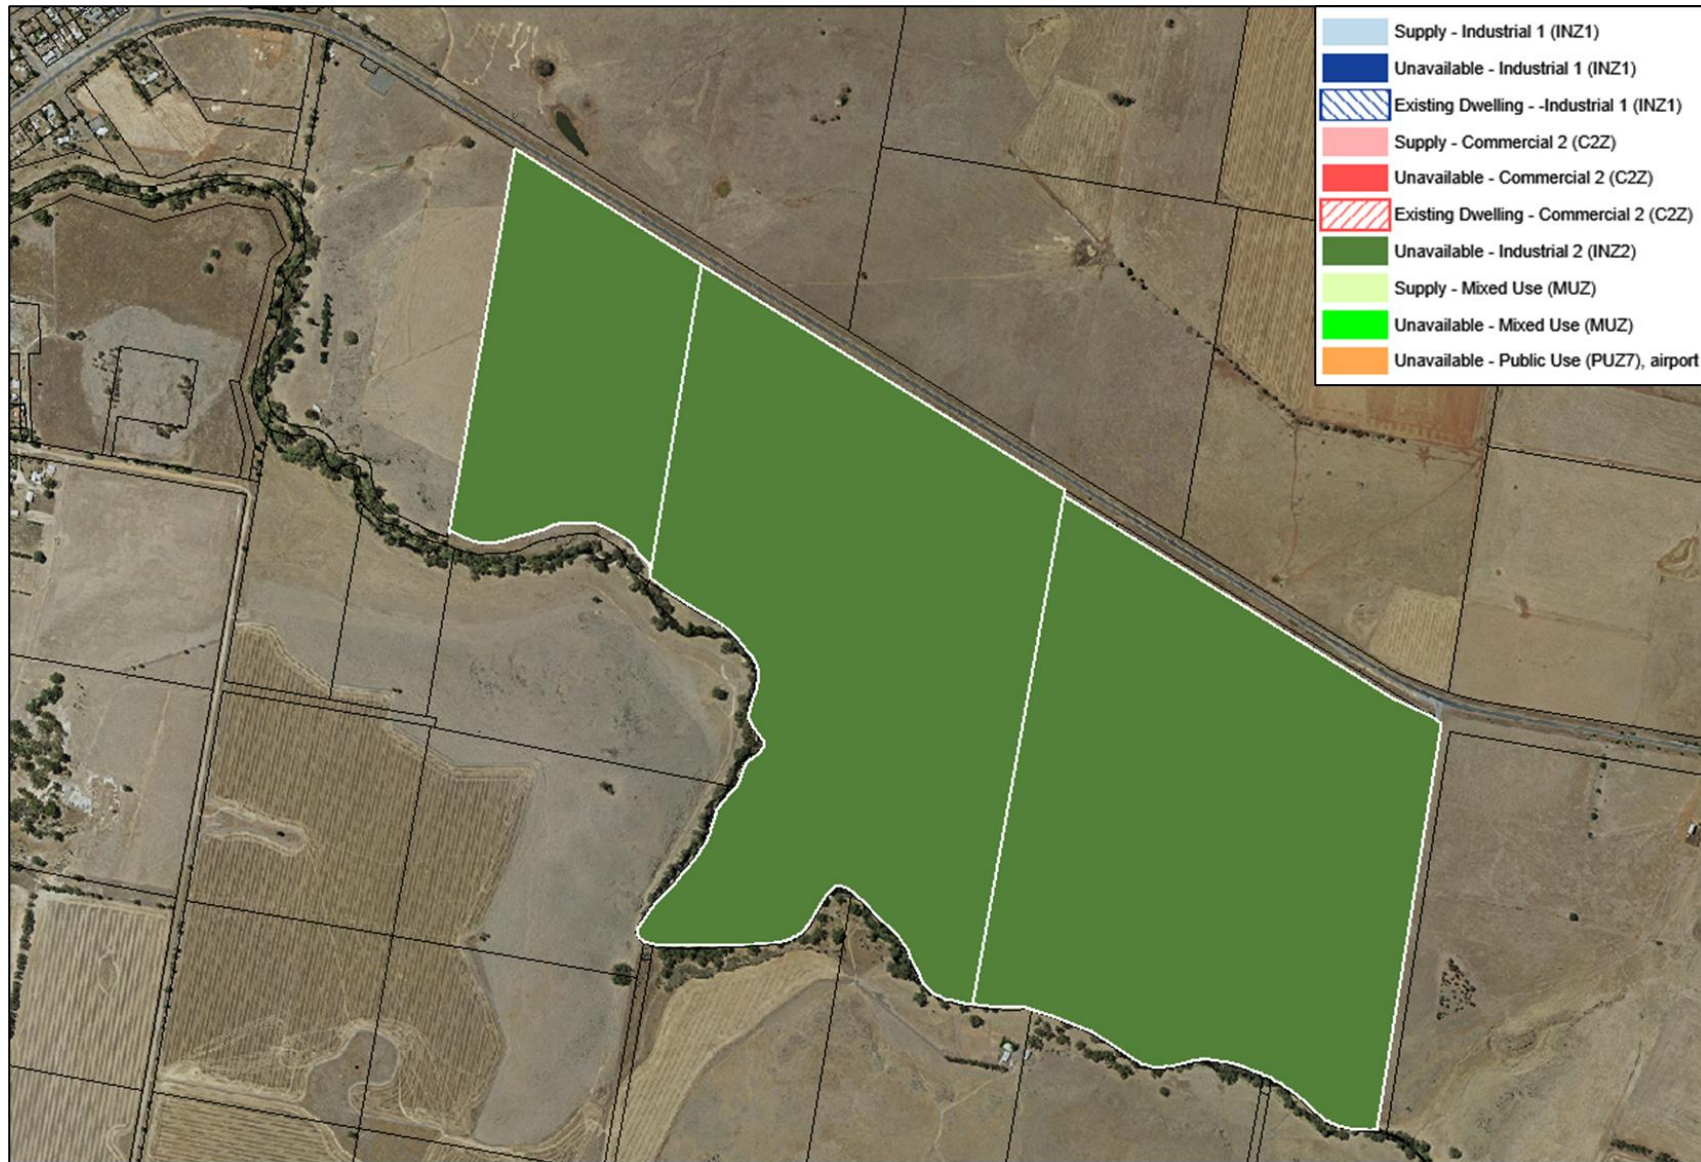 Supply - Industrial 1 (INZ1)
Unavailable - Industrial 1 (INZ1)
Existing Dwelling - -Industrial 1 (INZ1)
Supply - Commercial 2 (C2Z)
Unavailable - Commercial 2 (C2Z)
Existing Dwelling - Commercial 2 (C2Z)
Unavailable - Industrial 2 (INZ2)
Supply - Mixed Use (MUZ)
Unavailable - Mixed Use (MUZ)
Unavailable - Public Use (PUZ7), airport